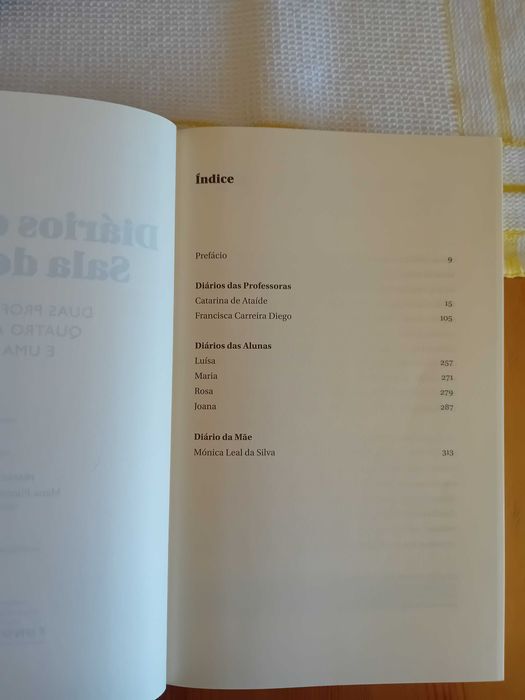 Diários
Sala de
DUAS PROF
QUATRO A
E UMA
Índice
Prefácio 9
Diários das Professoras
Catarina de Ataíde 15
Francisca Carreira Diego 105
Diários das Alunas
Luísa 257
Maria 271
Rosa 279
Joana 287
Diário da Mãe
Mónica Leal da Silva 313